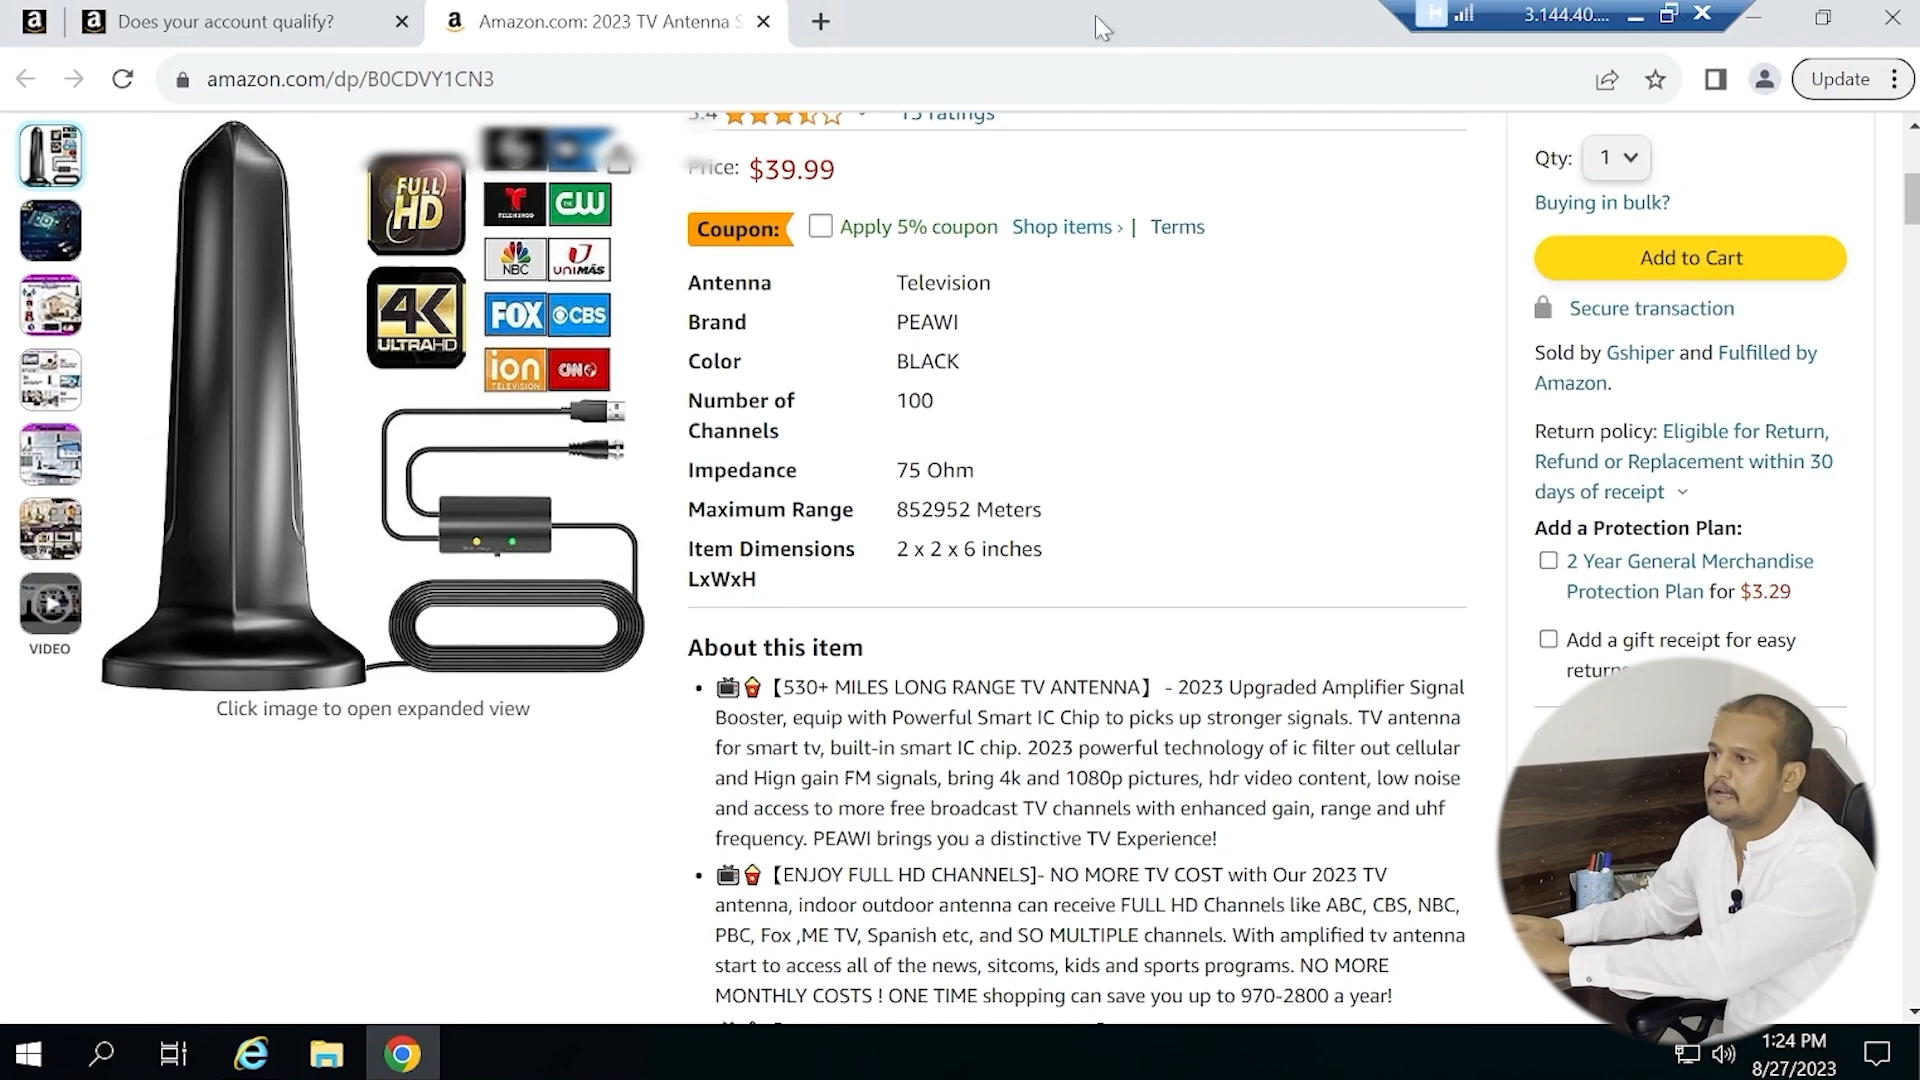 Does your account qualify?
Amazon.com: 2023 TV Antenna S
3.144.40....
amazon.com/dp/B0CDVY1CN3
Update
3.4
15 ratings
Price: $39.99
Coupon: Apply 5% coupon Shop items › | Terms
Antenna Television
Brand PEAWI
Color BLACK
Number of Channels 100
Impedance 75 Ohm
Maximum Range 852952 Meters
Item Dimensions LxWxH 2 x 2 x 6 inches
About this item
• 【530+ MILES LONG RANGE TV ANTENNA】 - 2023 Upgraded Amplifier Signal
Booster, equip with Powerful Smart IC Chip to picks up stronger signals. TV antenna
for smart tv, built-in smart IC chip. 2023 powerful technology of ic filter out cellular
and Hign gain FM signals, bring 4k and 1080p pictures, hdr video content, low noise
and access to more free broadcast TV channels with enhanced gain, range and uhf
frequency. PEAWI brings you a distinctive TV Experience!
• 【ENJOY FULL HD CHANNELS]- NO MORE TV COST with Our 2023 TV
antenna, indoor outdoor antenna can receive FULL HD Channels like ABC, CBS, NBC,
PBC, Fox ,ME TV, Spanish etc, and SO MULTIPLE channels. With amplified tv antenna
start to access all of the news, sitcoms, kids and sports programs. NO MORE
MONTHLY COSTS ! ONE TIME shopping can save you up to 970-2800 a year!
FULL
HD
4K
ULTRAHD
TELEMUNDO
THE CW
NBC
UNIMÁS
FOX
CBS
ion
TELEVISION
CNN
VIDEO
Click image to open expanded view
Qty: 1
Buying in bulk?
Add to Cart
Secure transaction
Sold by Gshiper and Fulfilled by
Amazon.
Return policy: Eligible for Return,
Refund or Replacement within 30
days of receipt
Add a Protection Plan:
2 Year General Merchandise
Protection Plan for $3.29
Add a gift receipt for easy
returns
1:24 PM
8/27/2023